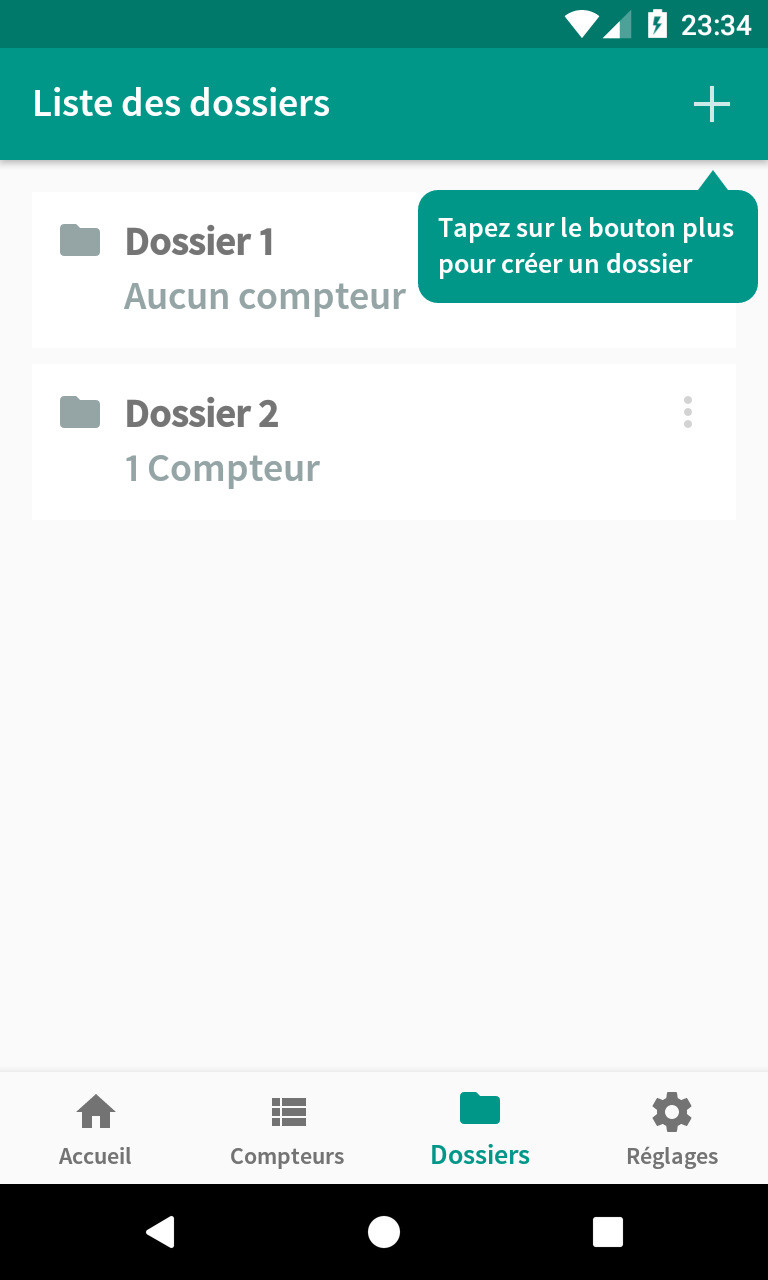 23:34
Liste des dossiers
Tapez sur le bouton plus
pour créer un dossier
Dossier 1
Aucun compteur
Dossier 2
1 Compteur
Accueil
Compteurs
Dossiers
Réglages